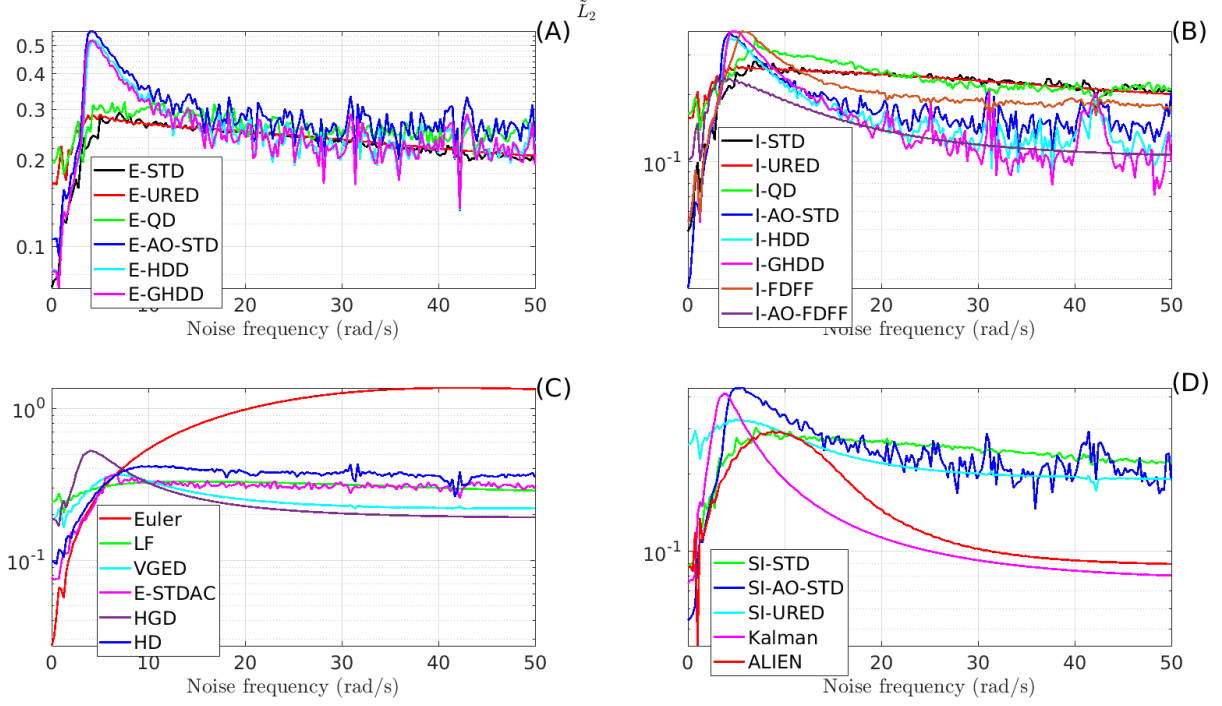 L̃₂
(A)
0.5
0.4
0.3
0.2
0.1
E-STD
E-URED
E-QD
E-AO-STD
E-HDD
E-GHDD
0 10 20 30 40 50
Noise frequency (rad/s)
(B)
10⁻¹
I-STD
I-URED
I-QD
I-AO-STD
I-HDD
I-GHDD
I-FDFF
I-AO-FDFF
0 20 30 40 50
Noise frequency (rad/s)
(C)
10⁰
10⁻¹
Euler
LF
VGED
E-STDAC
HGD
HD
0 10 20 30 40 50
Noise frequency (rad/s)
(D)
10⁻¹
SI-STD
SI-AO-STD
SI-URED
Kalman
ALIEN
0 20 30 40 50
Noise frequency (rad/s)